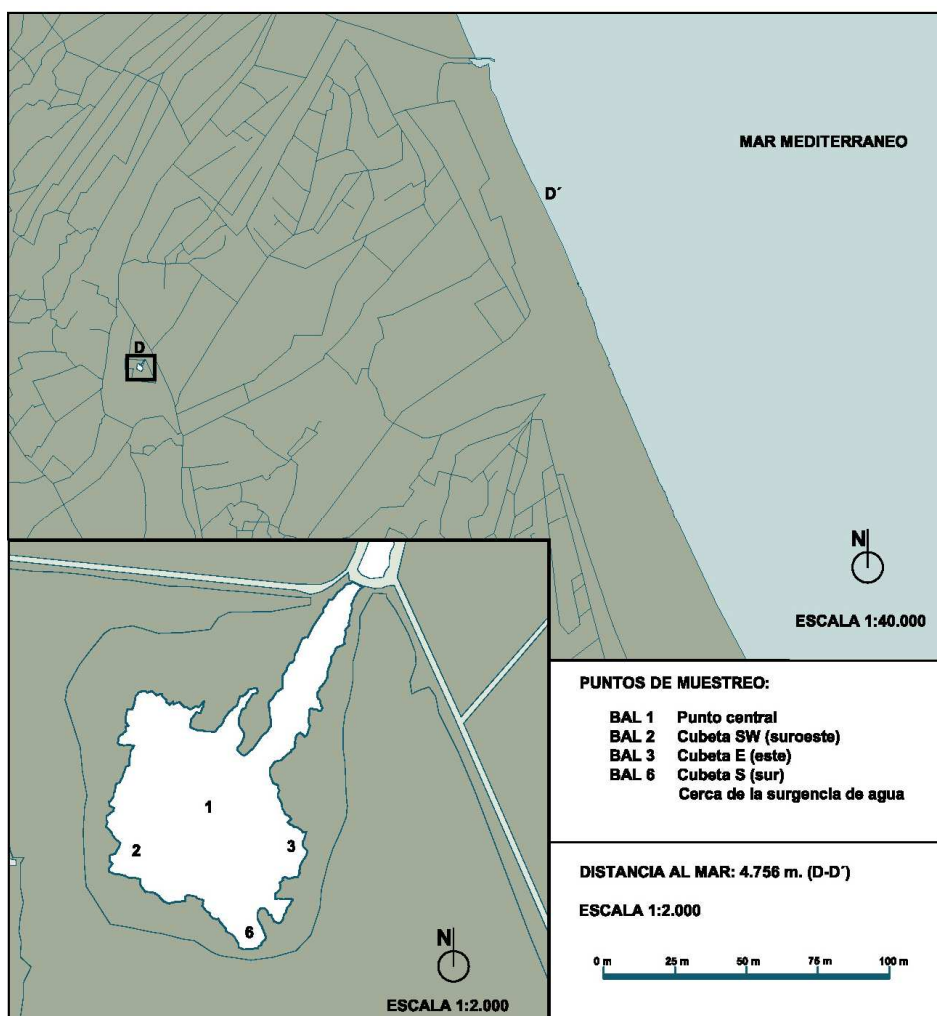 MAR MEDITERRANEO
D´
D
N
ESCALA 1:40.000
1
2
3
6
N
ESCALA 1:2.000
PUNTOS DE MUESTREO:
BAL 1 Punto central
BAL 2 Cubeta SW (suroeste)
BAL 3 Cubeta E (este)
BAL 6 Cubeta S (sur)
Cerca de la surgencia de agua
DISTANCIA AL MAR: 4.756 m. (D-D´)
ESCALA 1:2.000
0 m 25 m 50 m 75 m 100 m